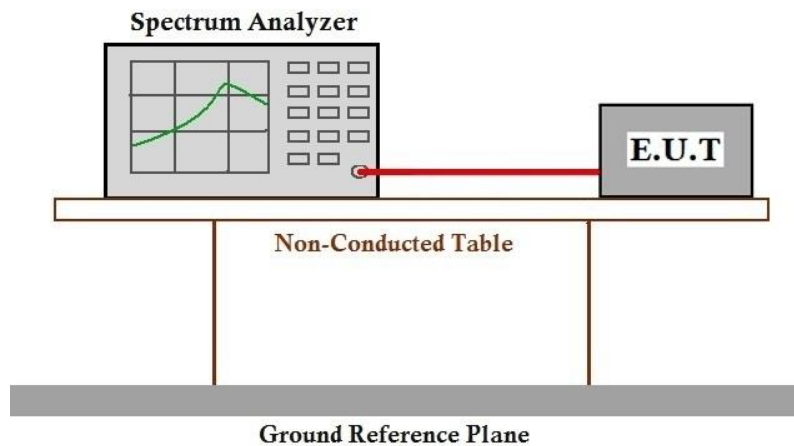 Spectrum Analyzer
E.U.T
Non-Conducted Table
Ground Reference Plane